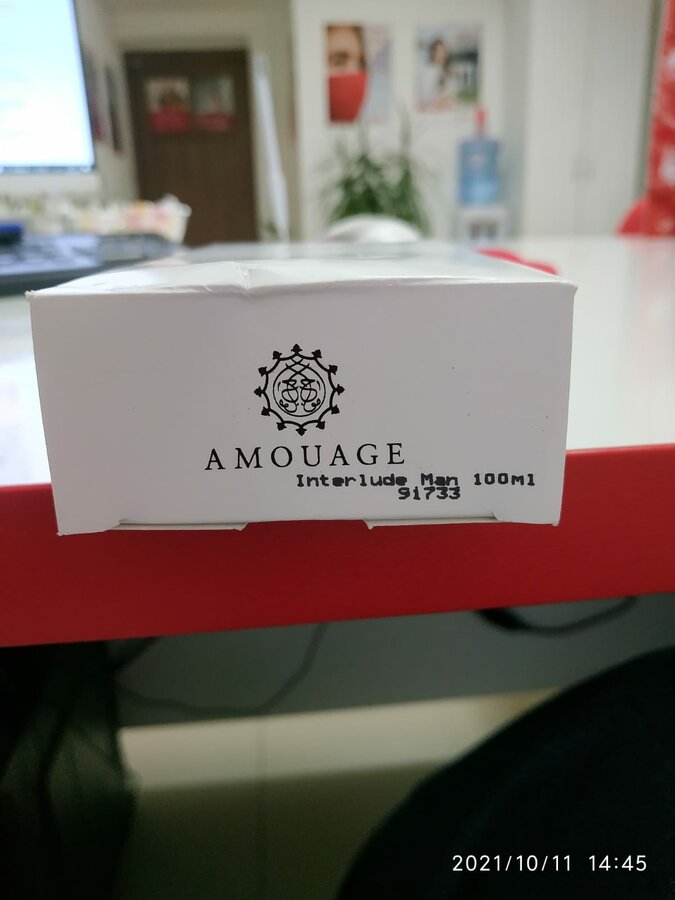 AMOUAGE
Interlude Man 100ml
91733
2021/10/11 14:45